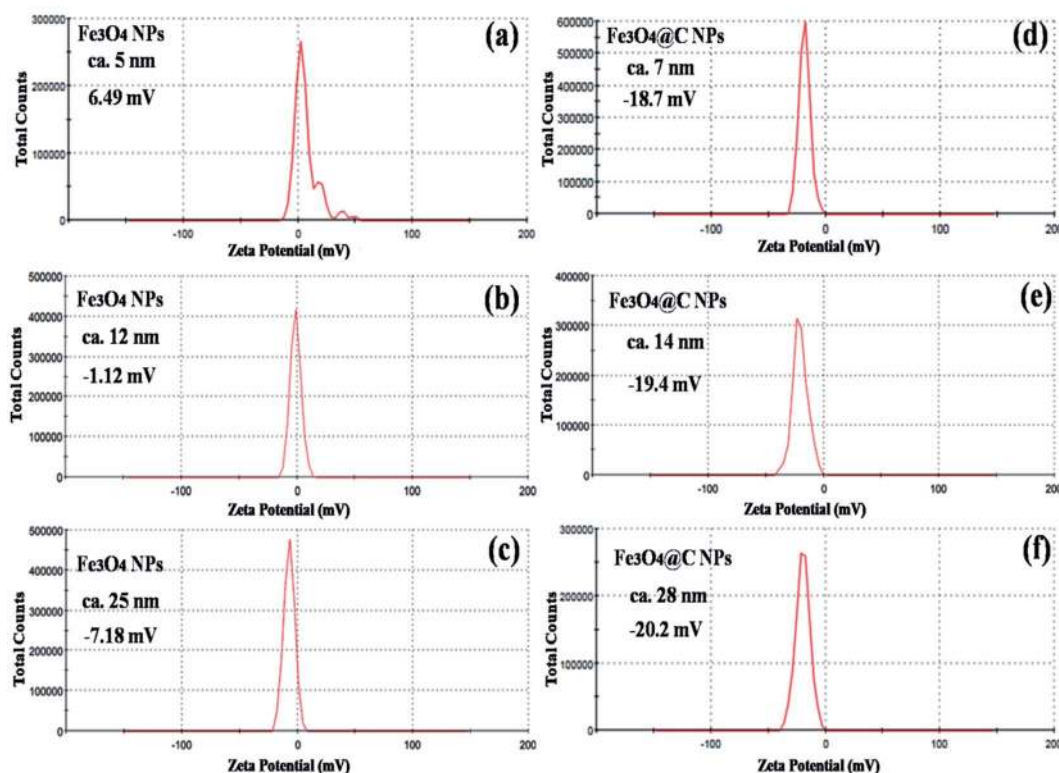 300000
200000
100000
0
Total Counts
Fe3O4 NPs
ca. 5 nm
6.49 mV
(a)
-100
0
100
200
Zeta Potential (mV)
500000
400000
300000
200000
100000
0
Total Counts
Fe3O4 NPs
ca. 12 nm
-1.12 mV
(b)
-100
0
100
200
Zeta Potential (mV)
500000
400000
300000
200000
100000
0
Total Counts
Fe3O4 NPs
ca. 25 nm
-7.18 mV
(c)
-100
0
100
200
Zeta Potential (mV)
600000
500000
400000
300000
200000
100000
0
Total Counts
Fe3O4@C NPs
ca. 7 nm
-18.7 mV
(d)
-100
0
100
200
Zeta Potential (mV)
400000
300000
200000
100000
0
Total Counts
Fe3O4@C NPs
ca. 14 nm
-19.4 mV
(e)
-100
0
100
200
Zeta Potential (mV)
300000
200000
100000
0
Total Counts
Fe3O4@C NPs
ca. 28 nm
-20.2 mV
(f)
-100
0
100
200
Zeta Potential (mV)